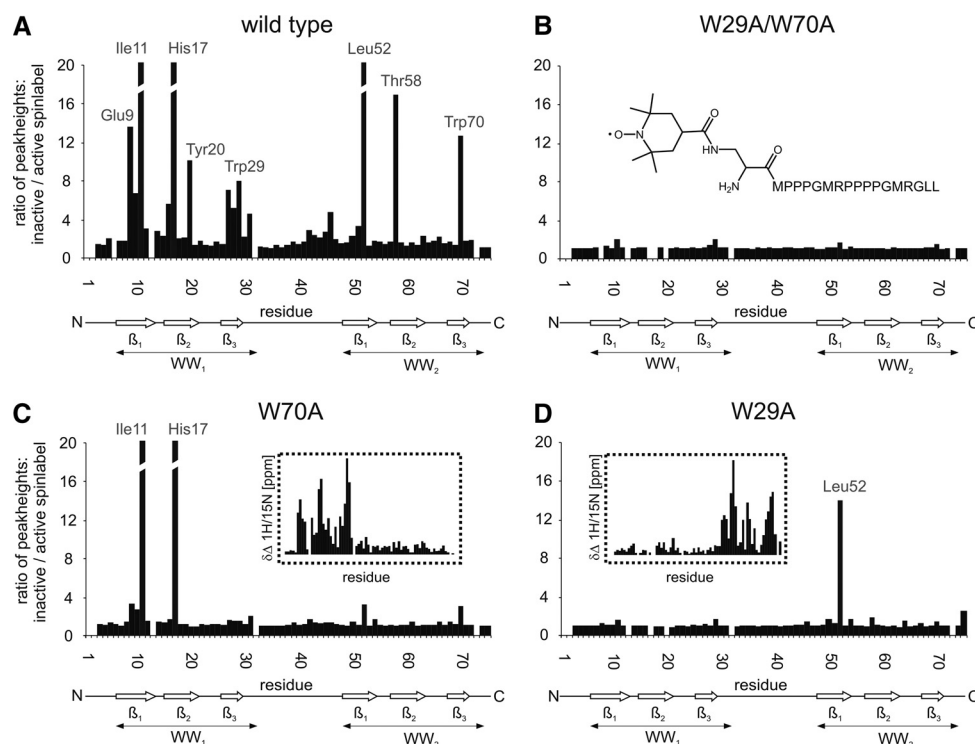 A
wild type
ratio of peakheights:
inactive / active spinlabel
20
16
12
8
4
0
Ile11
His17
Leu52
Glu9
Tyr20
Trp29
Thr58
Trp70
1
10
20
30
40
50
60
70
residue
N
C
ß1
ß2
ß3
ß1
ß2
ß3
WW1
WW2
B
W29A/W70A
20
16
12
8
4
0
•O
N
O
HN
O
H2N
MPPPGMRPPPPGMRGLL
1
10
20
30
40
50
60
70
residue
N
C
ß1
ß2
ß3
ß1
ß2
ß3
WW1
WW2
C
W70A
ratio of peakheights:
inactive / active spinlabel
20
16
12
8
4
0
Ile11
His17
δΔ 1H/15N [ppm]
residue
1
10
20
30
40
50
60
70
residue
N
C
ß1
ß2
ß3
ß1
ß2
ß3
WW1
WW2
D
W29A
20
16
12
8
4
0
δΔ 1H/15N [ppm]
residue
Leu52
1
10
20
30
40
50
60
70
residue
N
C
ß1
ß2
ß3
ß1
ß2
ß3
WW1
WW2